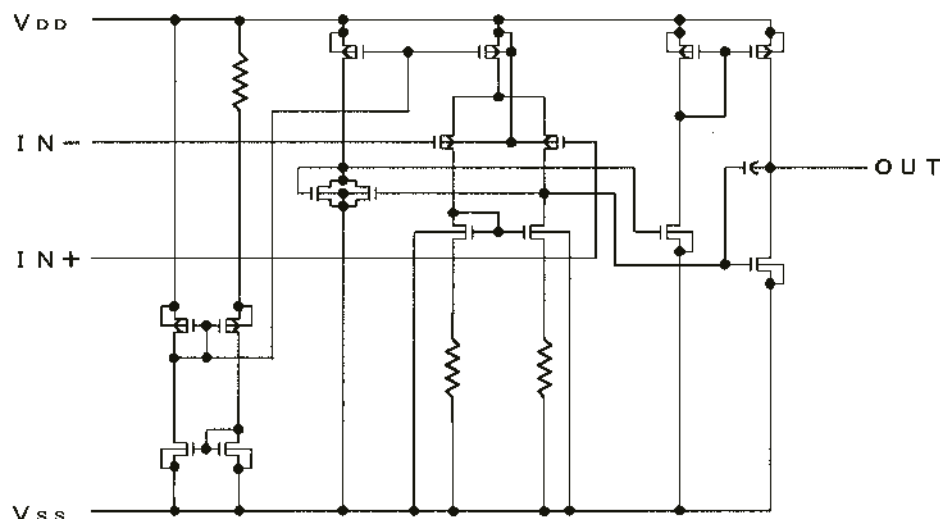 VDD
IN-
OUT
IN+
VSS